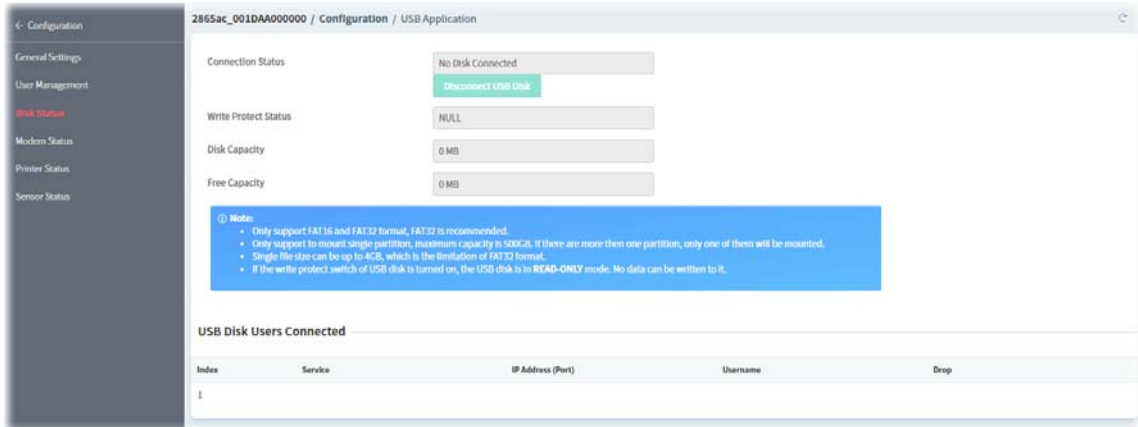 ← Configuration
General Settings
User Management
Disk Status
Modem Status
Printer Status
Sensor Status
2865ac_001DAA000000 / Configuration / USB Application
Connection Status
No Disk Connected
Disconnect USB Disk
Write Protect Status
NULL
Disk Capacity
0 MB
Free Capacity
0 MB
Note:
• Only support FAT16 and FAT32 format, FAT32 is recommended.
• Only support to mount single partition, maximum capacity is 500GB. If there are more then one partition, only one of them will be mounted.
• Single file size can be up to 4GB, which is the limitation of FAT32 format.
• If the write protect switch of USB disk is turned on, the USB disk is in READ-ONLY mode. No data can be written to it.
USB Disk Users Connected
Index Service IP Address (Port) Username Drop
1